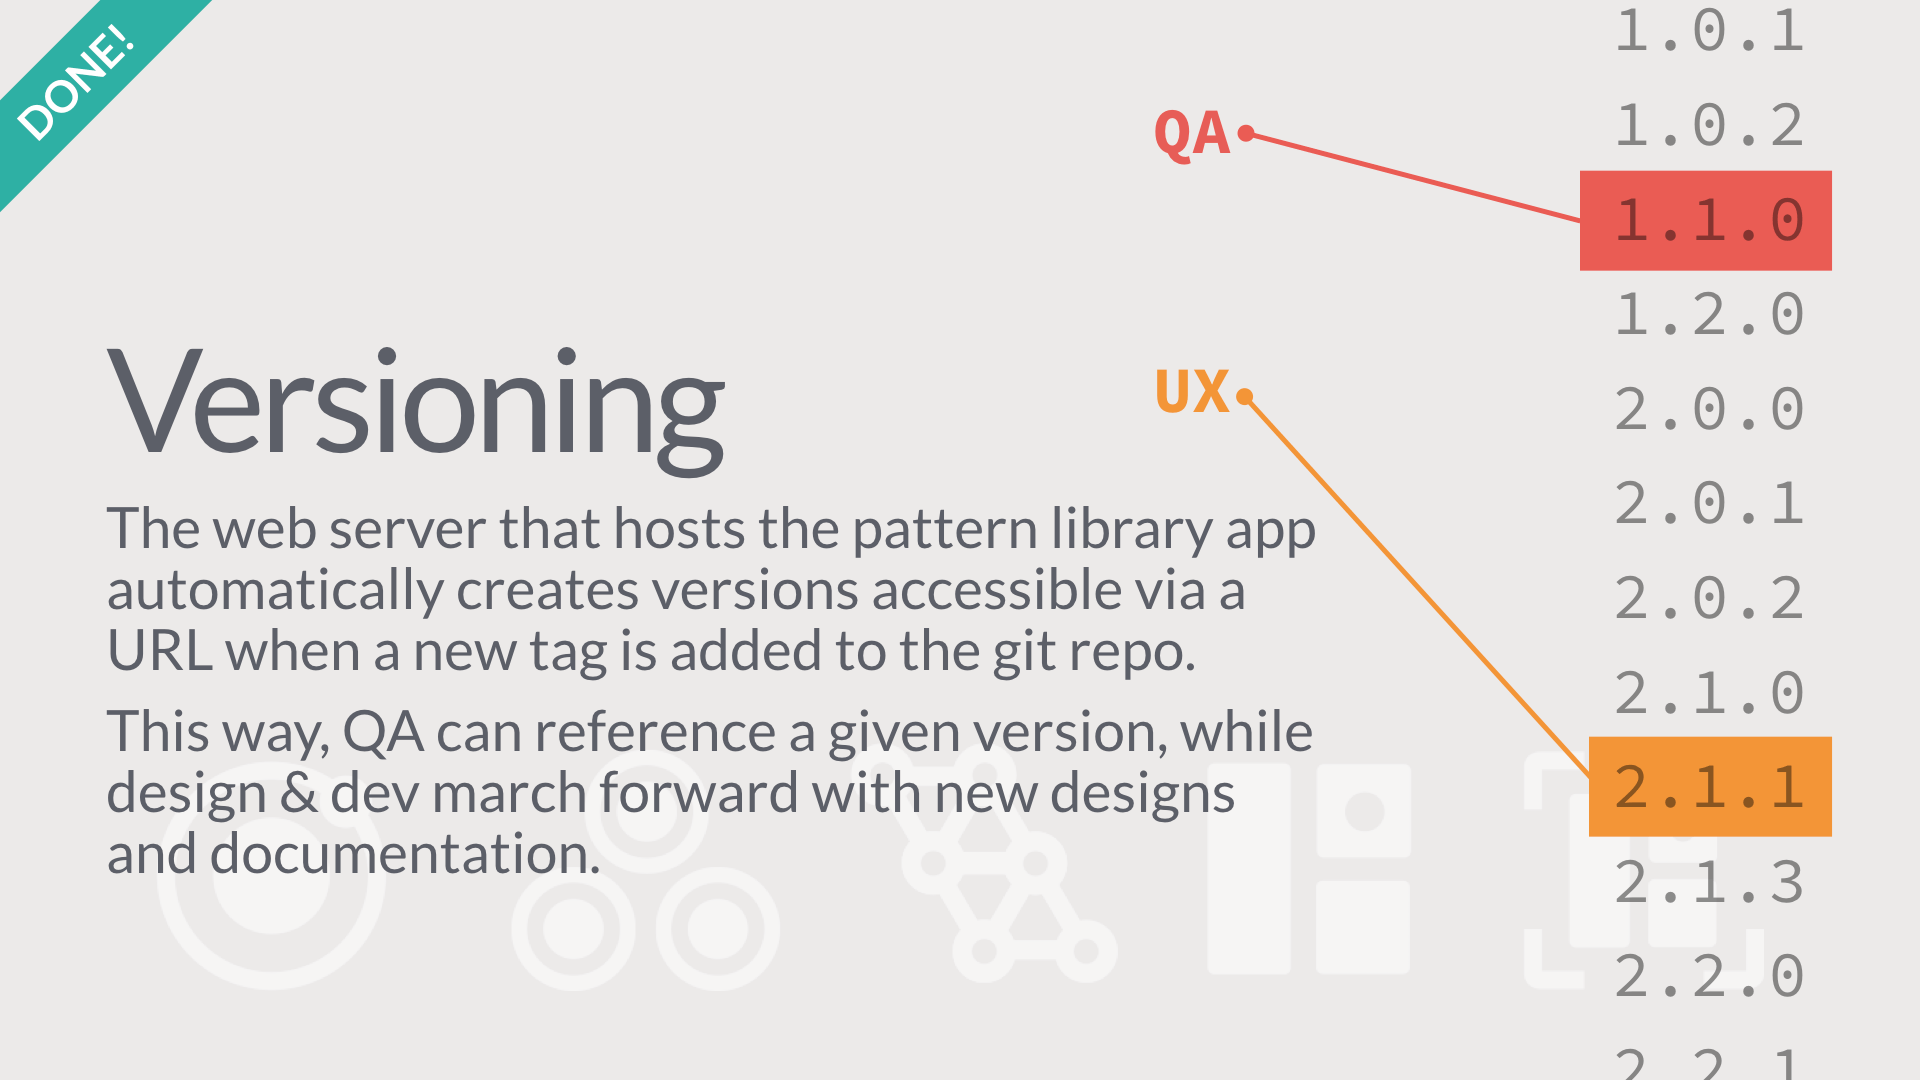 DONE!
Versioning
The web server that hosts the pattern library app
automatically creates versions accessible via a
URL when a new tag is added to the git repo.
This way, QA can reference a given version, while
design & dev march forward with new designs
and documentation.
QA
UX
1.0.1
1.0.2
1.1.0
1.2.0
2.0.0
2.0.1
2.0.2
2.1.0
2.1.1
2.1.3
2.2.0
2.2.1